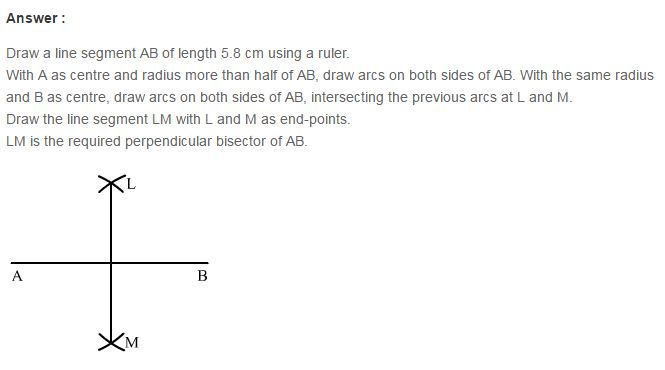 Answer :
Draw a line segment AB of length 5.8 cm using a ruler.
With A as centre and radius more than half of AB, draw arcs on both sides of AB. With the same radius
and B as centre, draw arcs on both sides of AB, intersecting the previous arcs at L and M.
Draw the line segment LM with L and M as end-points.
LM is the required perpendicular bisector of AB.
L
A B
M